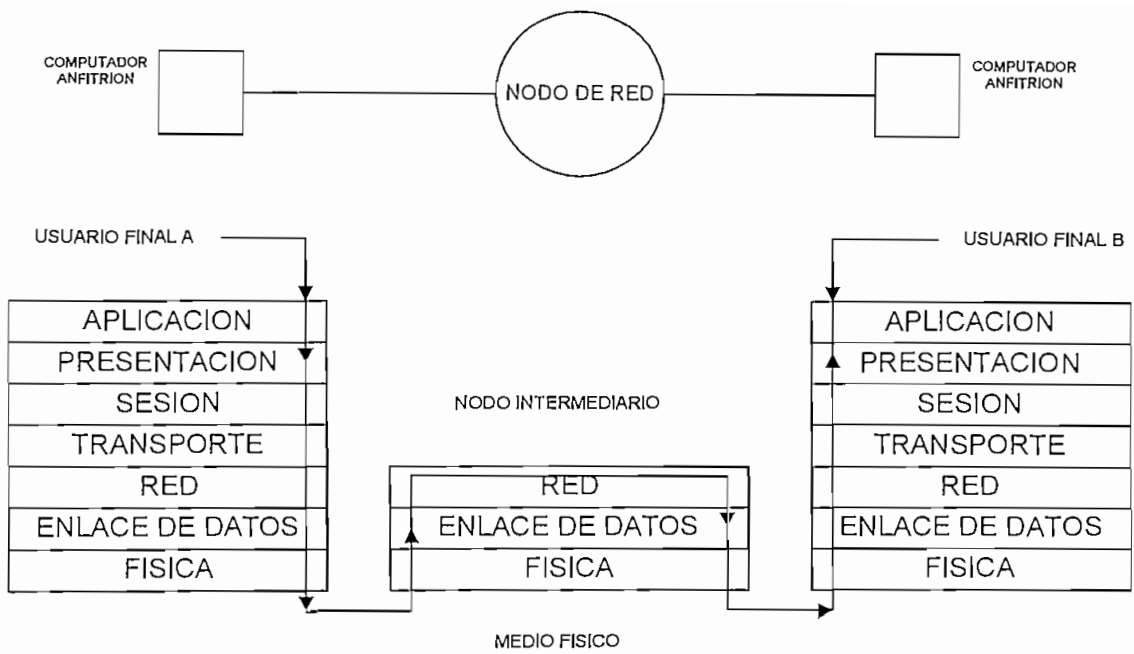 COMPUTADOR
ANFITRION
NODO DE RED
COMPUTADOR
ANFITRION
USUARIO FINAL A
USUARIO FINAL B
APLICACION
PRESENTACION
SESION
TRANSPORTE
RED
ENLACE DE DATOS
FISICA
NODO INTERMEDIARIO
RED
ENLACE DE DATOS
FISICA
APLICACION
PRESENTACION
SESION
TRANSPORTE
RED
ENLACE DE DATOS
FISICA
MEDIO FISICO